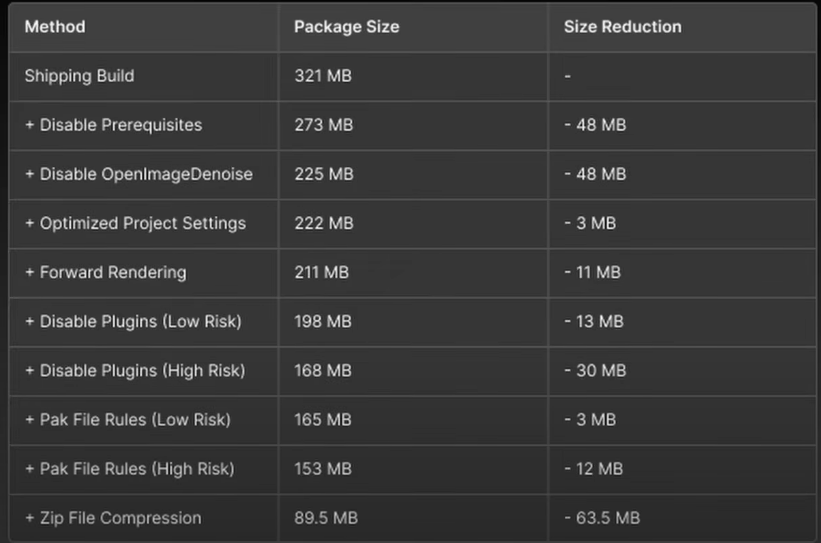 Method Package Size Size Reduction
Shipping Build 321 MB -
+ Disable Prerequisites 273 MB - 48 MB
+ Disable OpenImageDenoise 225 MB - 48 MB
+ Optimized Project Settings 222 MB - 3 MB
+ Forward Rendering 211 MB - 11 MB
+ Disable Plugins (Low Risk) 198 MB - 13 MB
+ Disable Plugins (High Risk) 168 MB - 30 MB
+ Pak File Rules (Low Risk) 165 MB - 3 MB
+ Pak File Rules (High Risk) 153 MB - 12 MB
+ Zip File Compression 89.5 MB - 63.5 MB